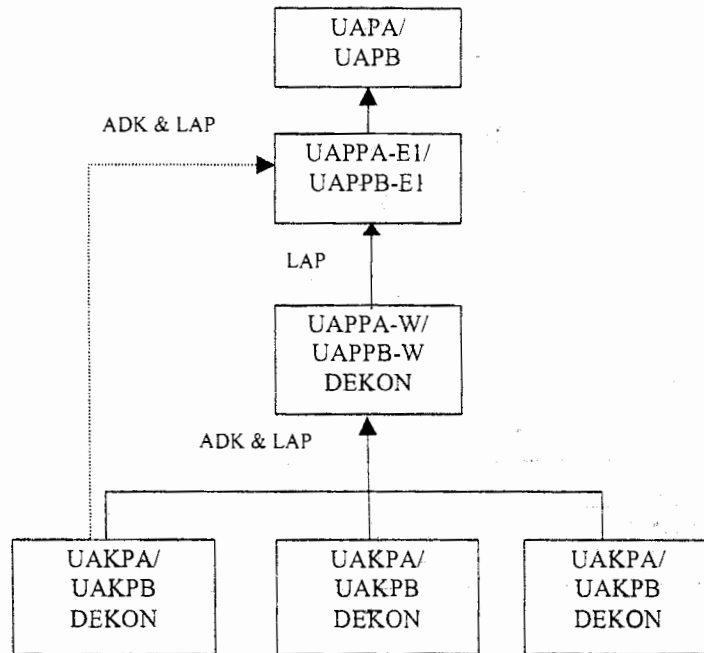 UAPA/
UAPB
ADK & LAP
UAPPA-E1/
UAPPB-E1
LAP
UAPPA-W/
UAPPB-W
DEKON
ADK & LAP
UAKPA/
UAKPB
DEKON
UAKPA/
UAKPB
DEKON
UAKPA/
UAKPB
DEKON